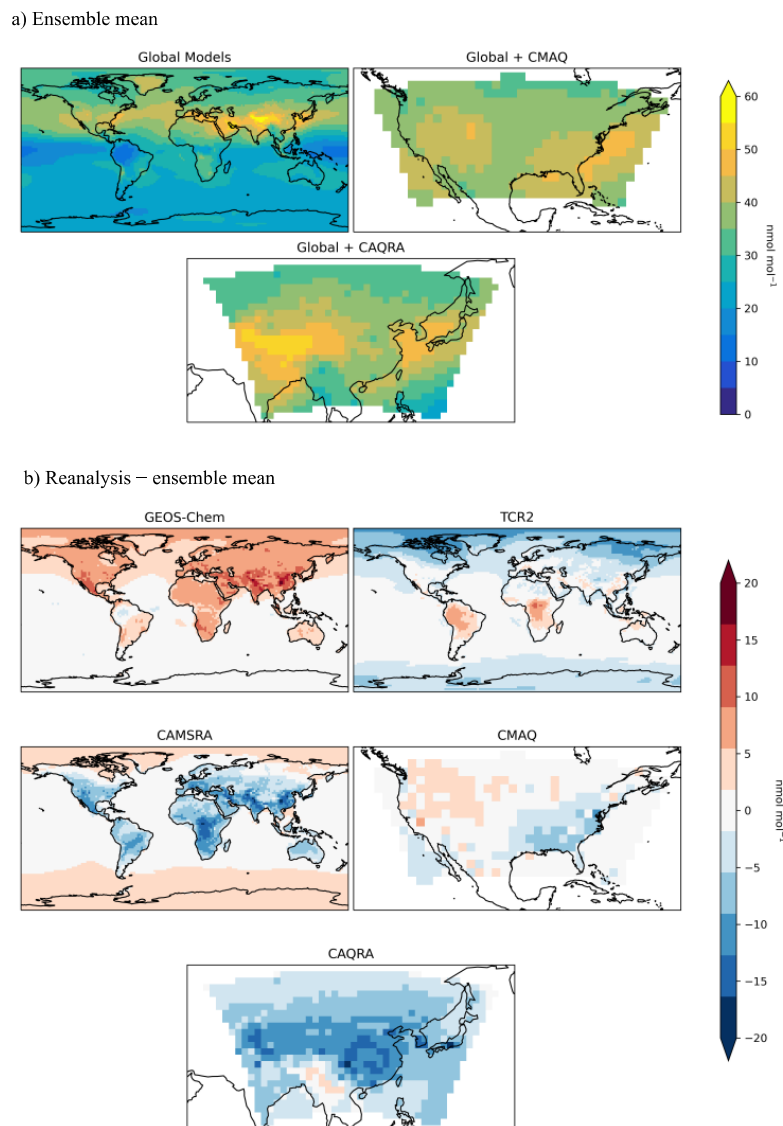 a) Ensemble mean
Global Models
Global + CMAQ
60
50
40
30
20
10
0
nmol mol⁻¹
Global + CAQRA
b) Reanalysis − ensemble mean
GEOS-Chem
TCR2
20
15
10
5
0
−5
−10
−15
−20
nmol mol⁻¹
CAMSRA
CMAQ
CAQRA